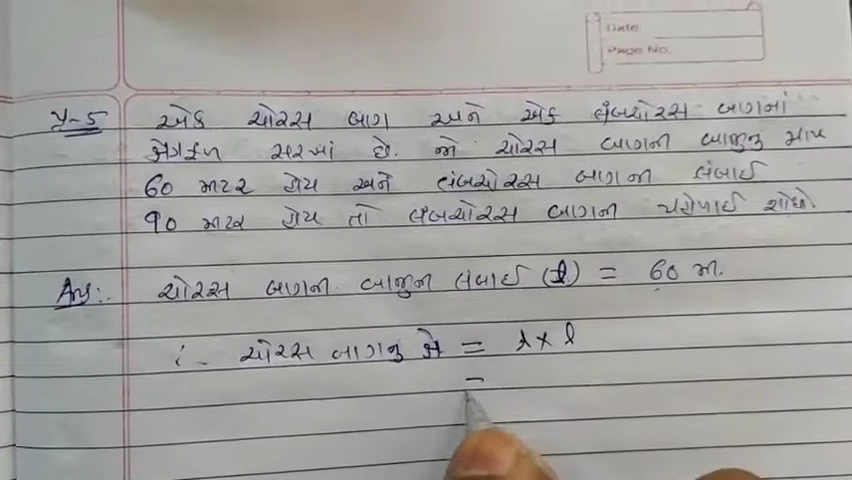 Date
Page No.
પ્ર-5 એક ચોરસ બાગ અને એક લંબચોરસ બાગનાં
ક્ષેત્રફળ સરખાં છે. જો ચોરસ બાગની બાજુનું માપ
60 મીટર હોય અને લંબચોરસ બાગની લંબાઈ
90 મીટર હોય તો લંબચોરસ બાગની પહોળાઈ શોધો
Ans:- ચોરસ બાગની બાજુની લંબાઈ (l) = 60 મી.
∴ ચોરસ બાગનું ક્ષે = l × l
=